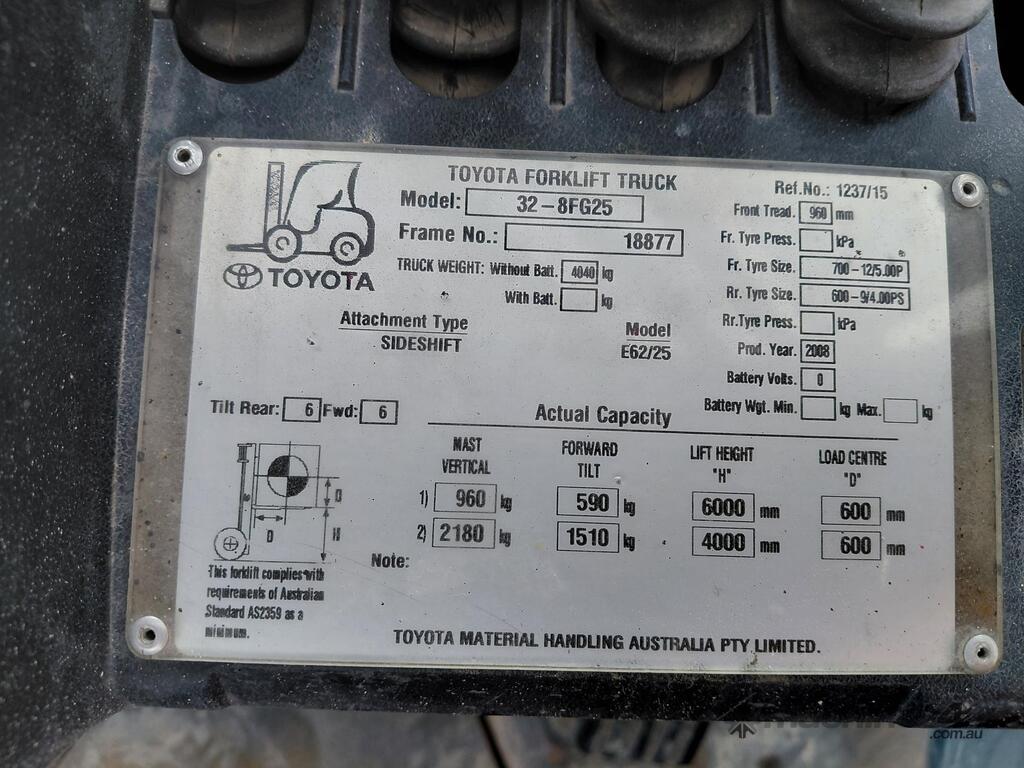 TOYOTA FORKLIFT TRUCK
Ref.No.: 1237/15
Model: 32-8FG25
Frame No.: 18877
TRUCK WEIGHT: Without Batt. 4040 kg
With Batt. kg
TOYOTA
Front Tread. 960 mm
Fr. Tyre Press. kPa
Fr. Tyre Size. 700-12/5.00P
Rr. Tyre Size. 600-9/4.00PS
Rr.Tyre Press. kPa
Prod. Year. 2008
Battery Volts. 0
Battery Wgt. Min. kg Max. kg
Attachment Type Model
SIDESHIFT E62/25
Tilt Rear: 6 Fwd: 6
Actual Capacity
MAST VERTICAL FORWARD TILT LIFT HEIGHT "H" LOAD CENTRE "D"
1) 960 kg 590 kg 6000 mm 600 mm
2) 2180 kg 1510 kg 4000 mm 600 mm
D
D H
Note:
This forklift complies with
requirements of Australian
Standard AS2359 as a
minimum.
TOYOTA MATERIAL HANDLING AUSTRALIA PTY LIMITED.
.com.au